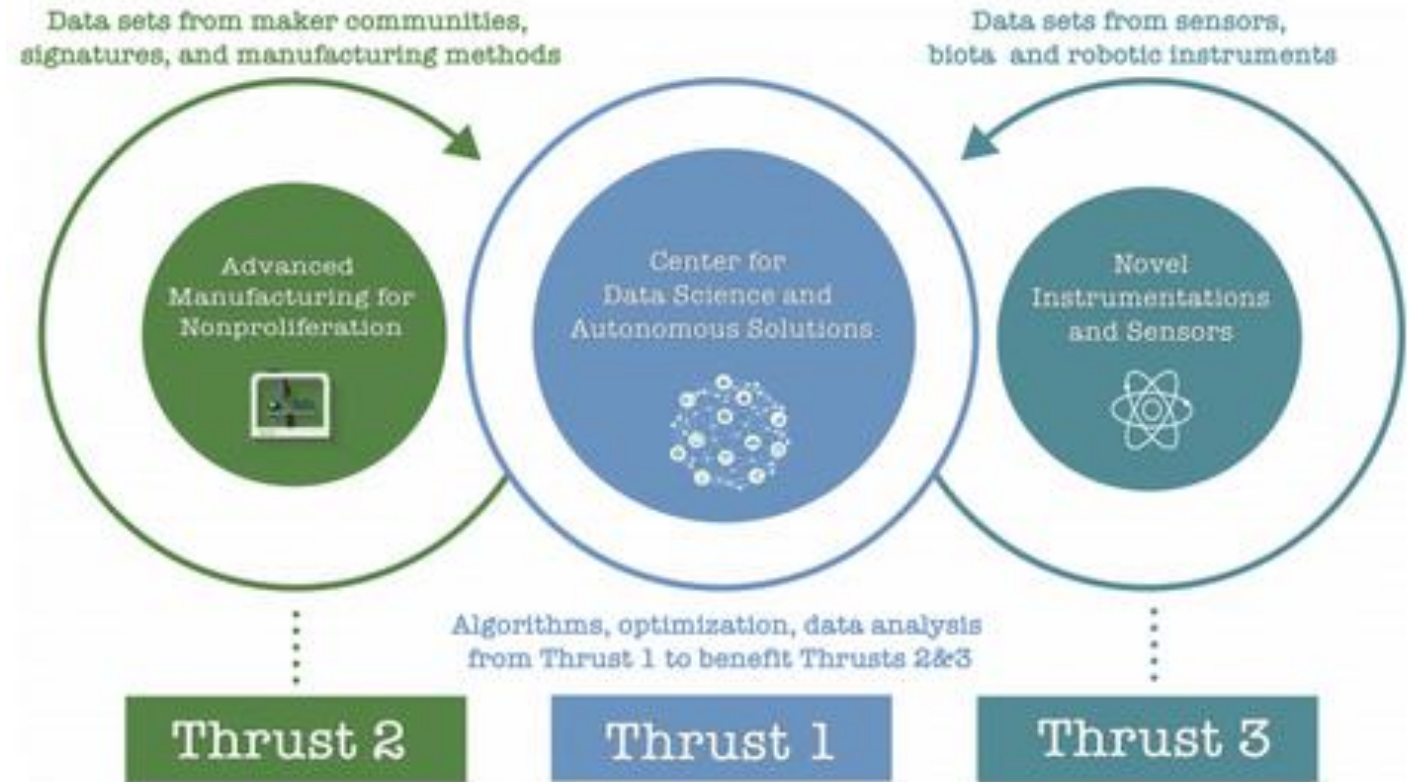 Data sets from maker communities,
signatures, and manufacturing methods
Data sets from sensors,
biota and robotic instruments
Advanced
Manufacturing for
Nonproliferation
Center for
Data Science and
Autonomous Solutions
Novel
Instrumentations
and Sensors
Algorithms, optimization, data analysis
from Thrust 1 to benefit Thrusts 2&3
Thrust 2
Thrust 1
Thrust 3